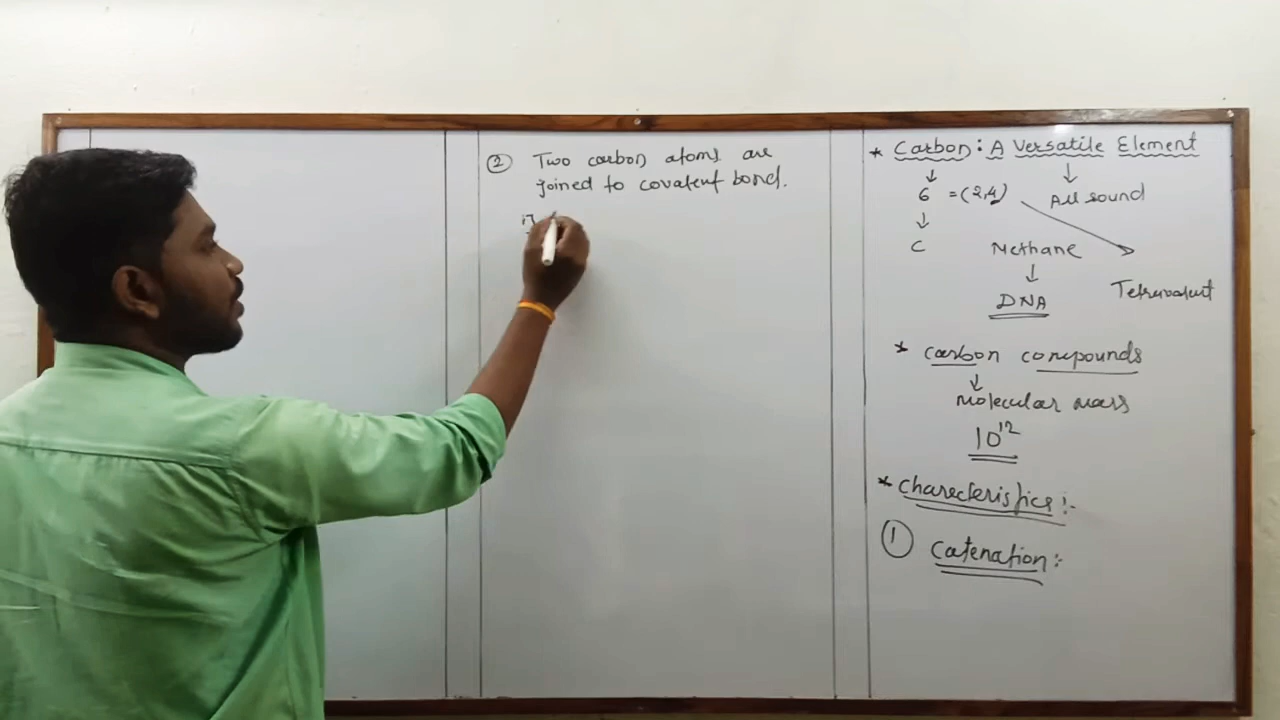 ② Two carbon atoms are
joined to covalent bond.
i7
* Carbon: A Versatile Element
↓ ↓
6 =(2,4) All sound
↓
C Methane
↓
Tetravalent
DNA
* carbon compounds
↓
Molecular mass
10¹²
* charecteristics:-
① catenation:-